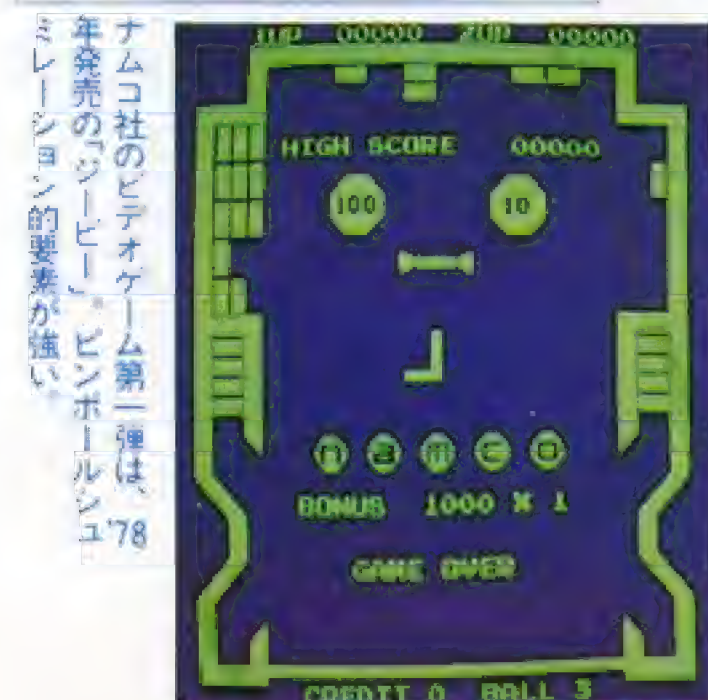 ナムコ社のビデオゲーム第一弾は、'78
年発売の「ジービー」。ピンボールシュ
ミレーション的要素が強い。
1UP 00000 2UP 00000
HIGH SCORE 00000
100 10
n a m c o
BONUS 1000 X 1
GAME OVER
CREDIT 0 BALL 3